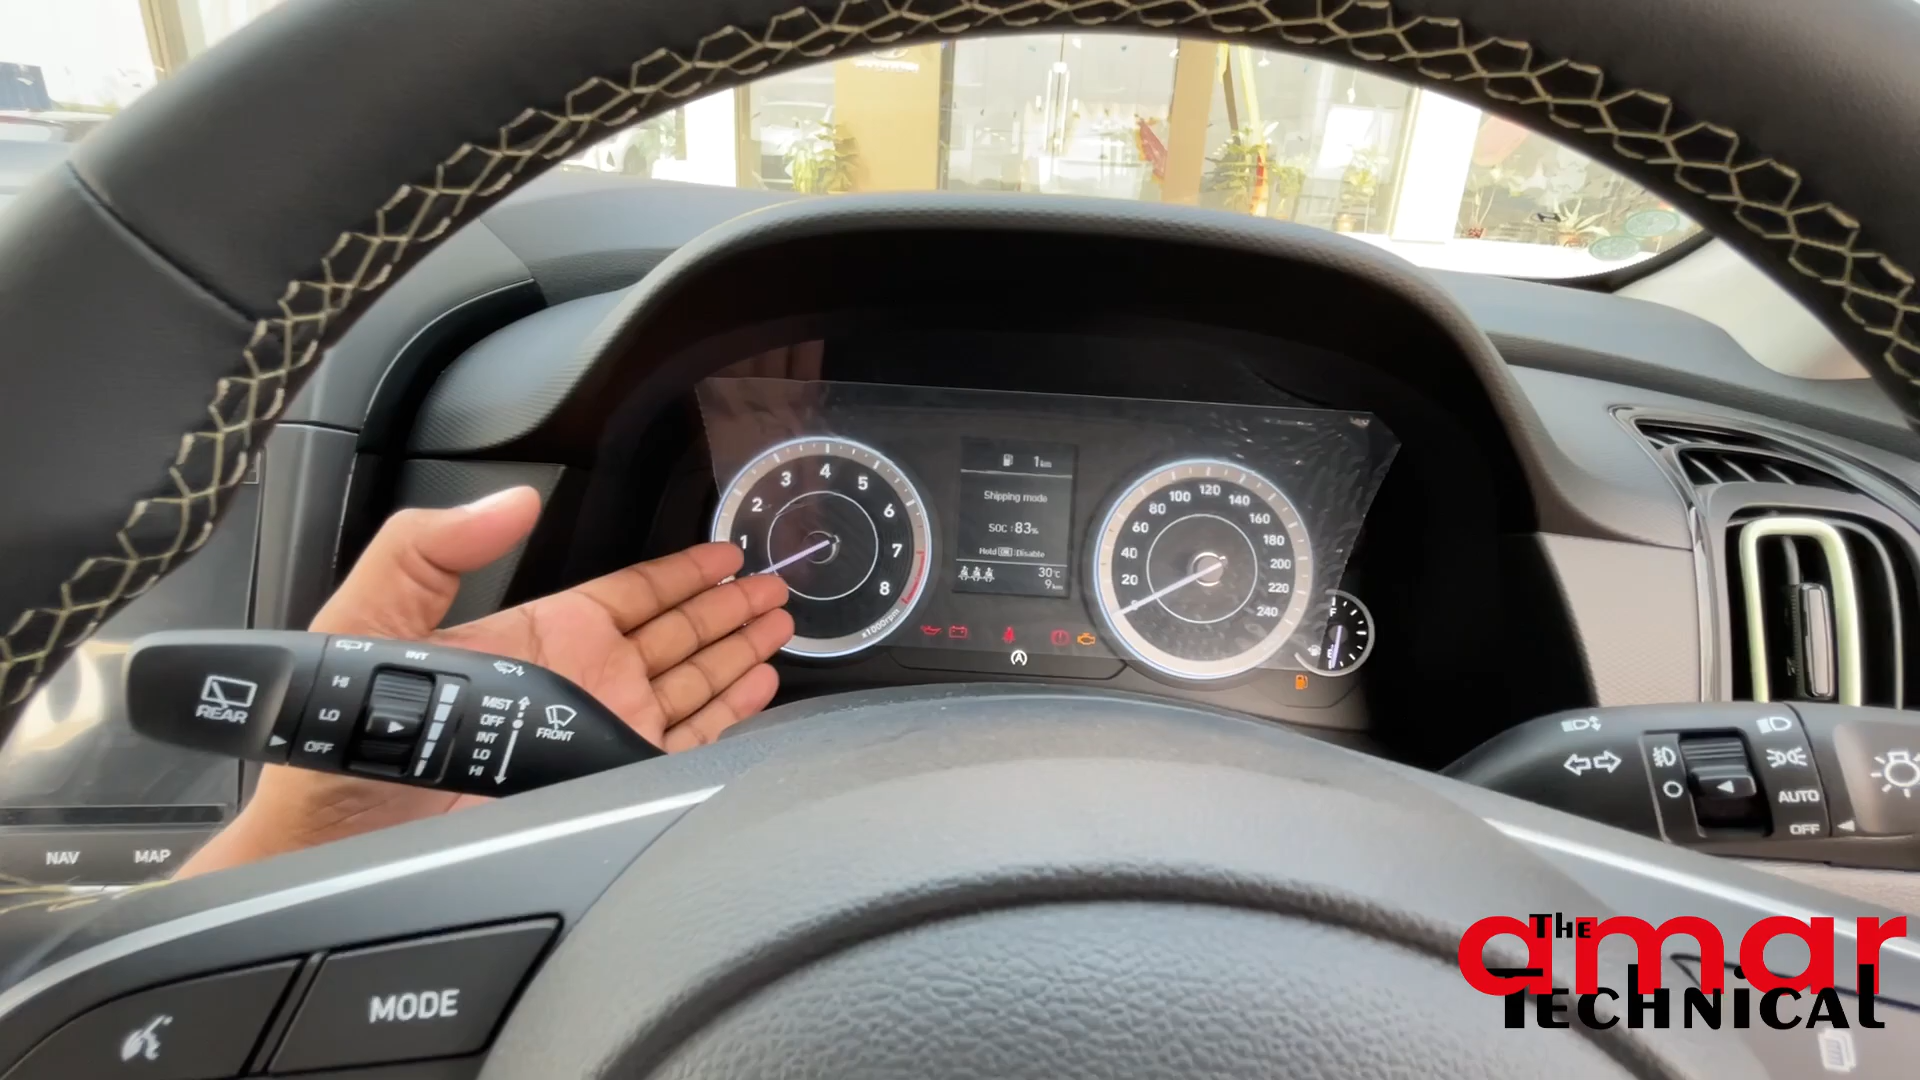 1km
Shipping mode
SOC : 83%
Hold OK : Disable
30°C
9km
1
2
3
4
5
6
7
8
x1000rpm
0
20
40
60
80
100
120
140
160
180
200
220
240
F
E
A
REAR
HI
LO
OFF
INT
MIST
OFF
INT
LO
HI
FRONT
AUTO
OFF
NAV
MAP
MODE
THE
amar
TECHNICAL